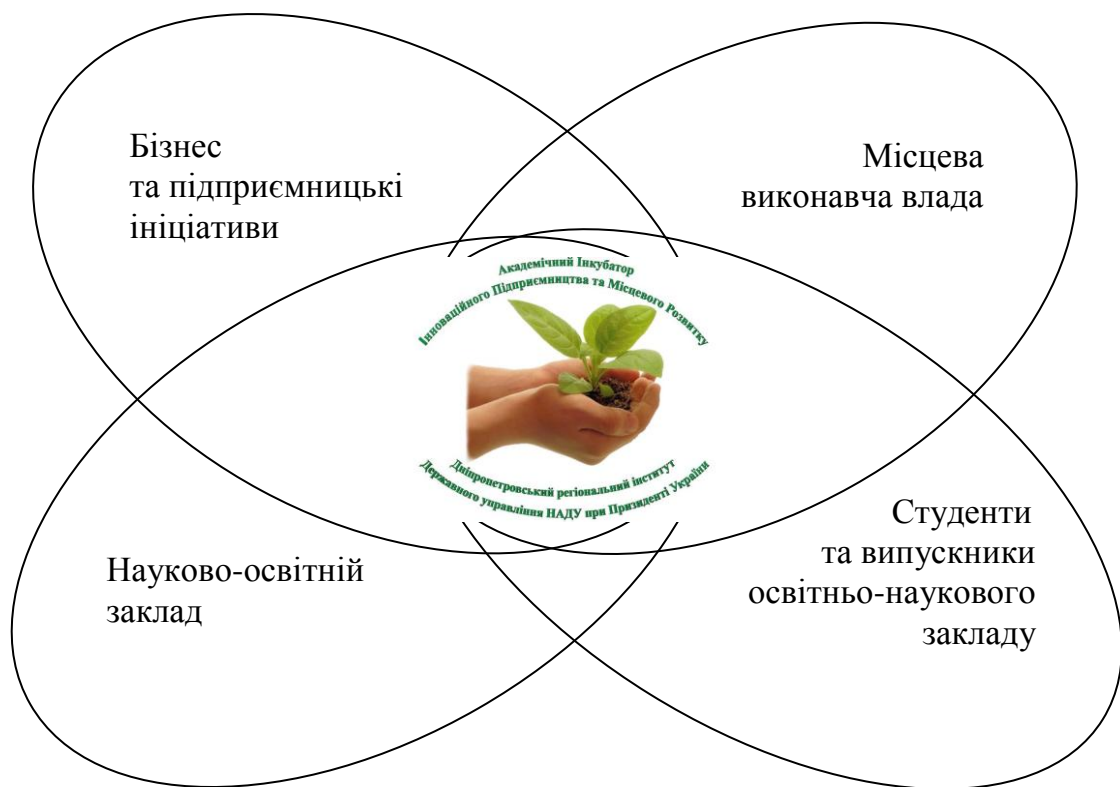 Бізнес
та підприємницькі
ініціативи
Місцева
виконавча влада
Академічний Інкубатор
Інноваційного Підприємництва та Місцевого Розвитку
Дніпропетровський регіональний інститут
Державного управління НАДУ при Призиденті України
Науково-освітній
заклад
Студенти
та випускники
освітньо-наукового
закладу